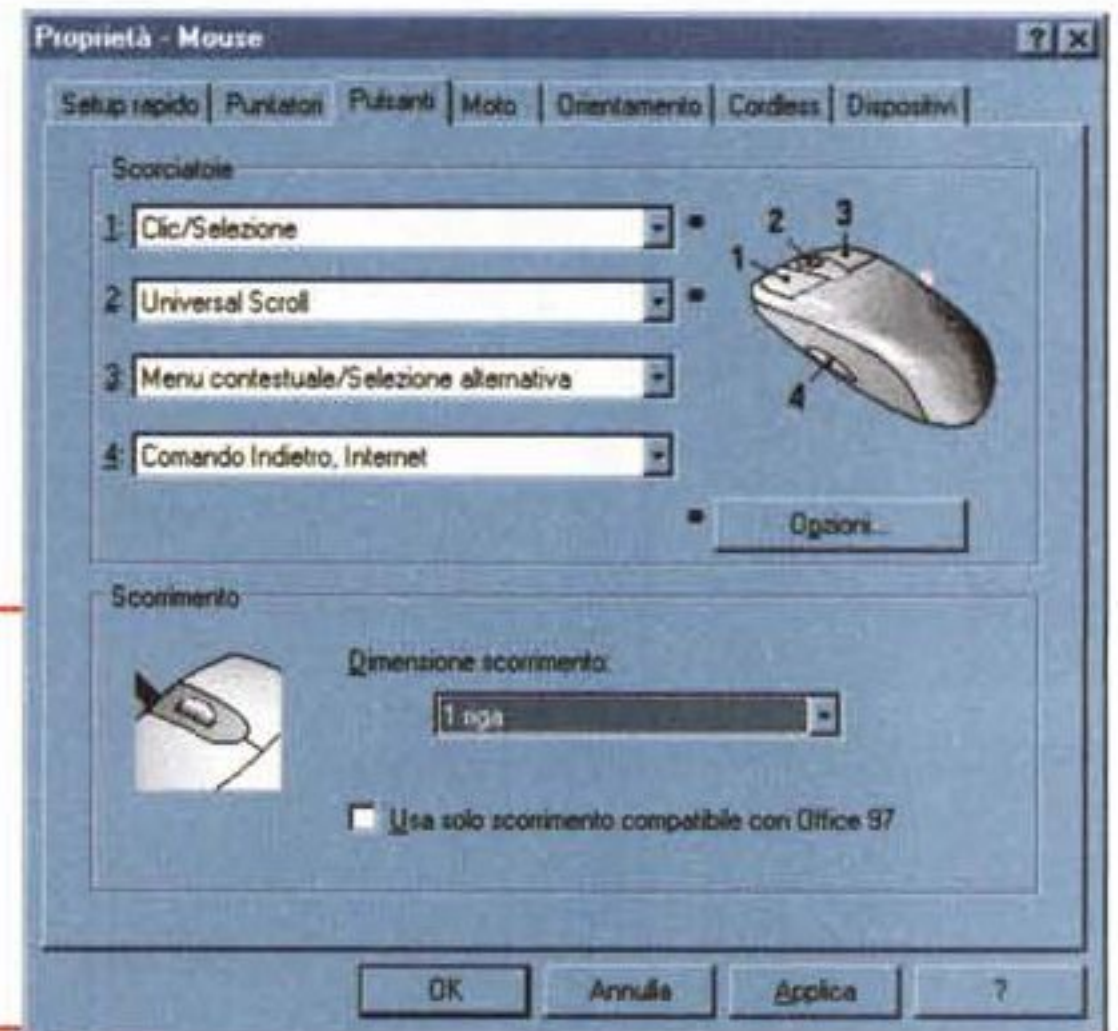 Proprietà - Mouse
Setup rapido Puntatori Pulsanti Moto Orientamento Cordless Dispositivi
Scorciatoie
1: Clic/Selezione
2 Universal Scroll
3 Menu contestuale/Selezione alternativa
4: Comando Indietro, Internet
1 2 3
4
Opzioni...
Scorrimento
Dimensione scorrimento:
1 riga
Usa solo scorrimento compatibile con Office 97
OK Annulla Applica ?